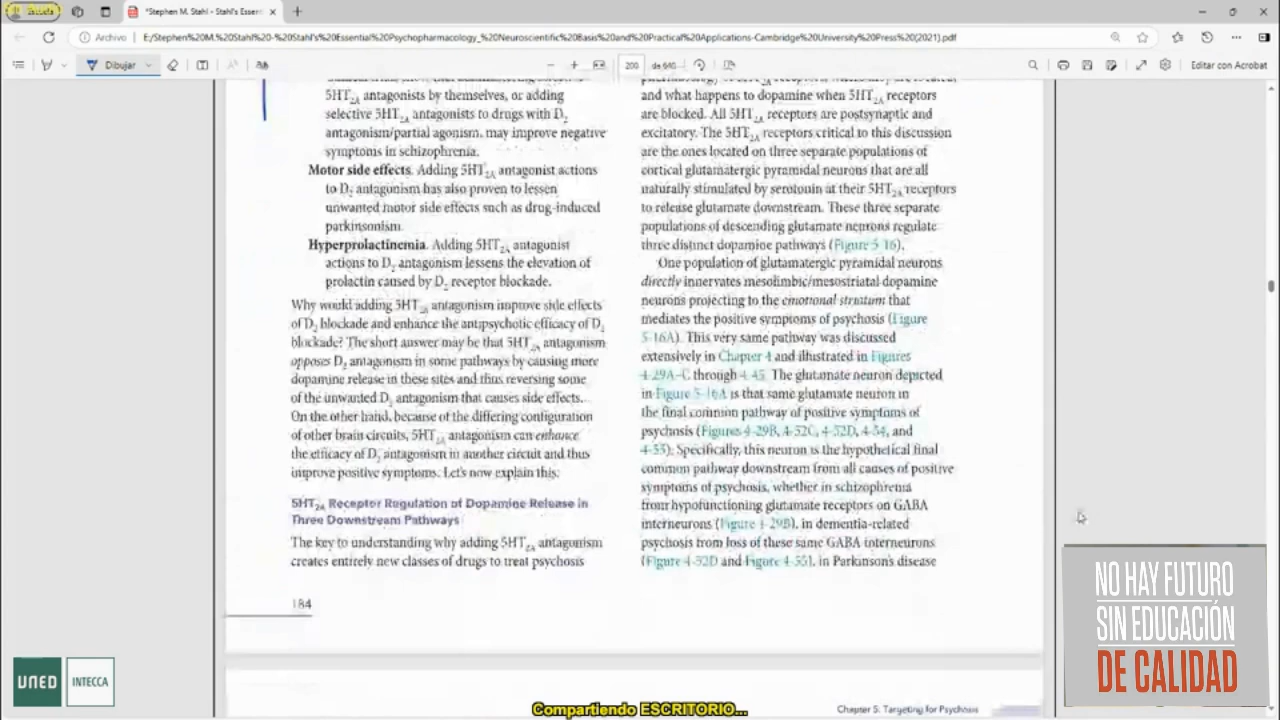 Escuela
*Stephen M. Stahl - Stahl's Essen
Archivo
E:/Stephen%20M.%20Stahl%20-%20Stahl's%20Essential%20Psychopharmacology_%20Neuroscientific%20Basis%20and%20Practical%20Applications-Cambridge%20University%20Press%20(2021).pdf
Dibujar
200 de 640
Editar con Acrobat
5HT2A antagonists by themselves, or adding
selective 5HT2A antagonists to drugs with D2
antagonism/partial agonism, may improve negative
symptoms in schizophrenia.
Motor side effects. Adding 5HT2A antagonist actions
to D2 antagonism has also proven to lessen
unwanted motor side effects such as drug-induced
parkinsonism.
Hyperprolactinemia. Adding 5HT2A antagonist
actions to D2 antagonism lessens the elevation of
prolactin caused by D2 receptor blockade.
Why would adding 5HT2A antagonism improve side effects
of D2 blockade and enhance the antipsychotic efficacy of D2
blockade? The short answer may be that 5HT2A antagonism
opposes D2 antagonism in some pathways by causing more
dopamine release in these sites and thus reversing some
of the unwanted D2 antagonism that causes side effects.
On the other hand, because of the differing configuration
of other brain circuits, 5HT2A antagonism can enhance
the efficacy of D2 antagonism in another circuit and thus
improve positive symptoms. Let's now explain this.
5HT2A Receptor Regulation of Dopamine Release in
Three Downstream Pathways
The key to understanding why adding 5HT2A antagonism
creates entirely new classes of drugs to treat psychosis
184
and what happens to dopamine when 5HT2A receptors
are blocked. All 5HT2A receptors are postsynaptic and
excitatory. The 5HT2A receptors critical to this discussion
are the ones located on three separate populations of
cortical glutamatergic pyramidal neurons that are all
naturally stimulated by serotonin at their 5HT2A receptors
to release glutamate downstream. These three separate
populations of descending glutamate neurons regulate
three distinct dopamine pathways (Figure 5-16).
One population of glutamatergic pyramidal neurons
directly innervates mesolimbic/mesostriatal dopamine
neurons projecting to the emotional striatum that
mediates the positive symptoms of psychosis (Figure
5-16A). This very same pathway was discussed
extensively in Chapter 4 and illustrated in Figures
4-29A-C through 4-45. The glutamate neuron depicted
in Figure 5-16A is that same glutamate neuron in
the final common pathway of positive symptoms of
psychosis (Figures 4-29B, 4-52C, 4-52D, 4-54, and
4-55). Specifically, this neuron is the hypothetical final
common pathway downstream from all causes of positive
symptoms of psychosis, whether in schizophrenia
from hypofunctioning glutamate receptors on GABA
interneurons (Figure 4-29B), in dementia-related
psychosis from loss of these same GABA interneurons
(Figure 4-52D and Figure 4-55), in Parkinson's disease
NO HAY FUTURO
SIN EDUCACIÓN
DE CALIDAD
UNED
INTECCA
Compartiendo ESCRITORIO...
Chapter 5: Targeting for Psychosis